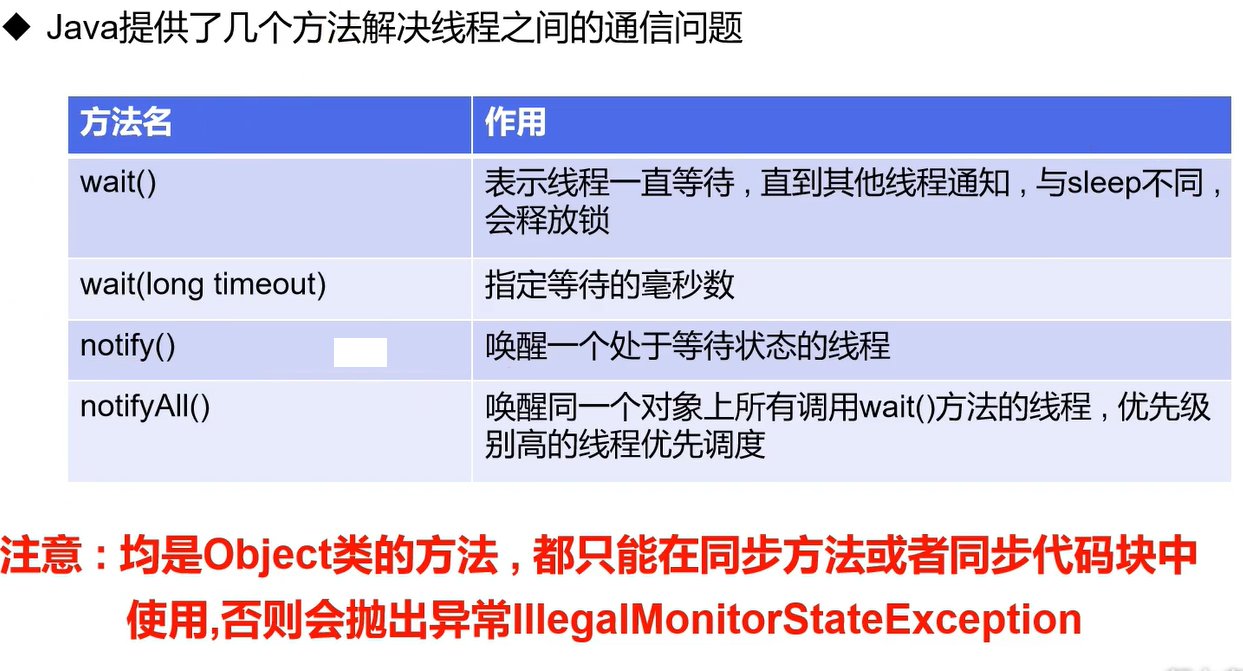 ◆ Java提供了几个方法解决线程之间的通信问题
方法名
作用
wait()
表示线程一直等待，直到其他线程通知，与sleep不同，
会释放锁
wait(long timeout)
指定等待的毫秒数
notify()
唤醒一个处于等待状态的线程
notifyAll()
唤醒同一个对象上所有调用wait()方法的线程，优先级
别高的线程优先调度
注意：均是Object类的方法，都只能在同步方法或者同步代码块中
使用,否则会抛出异常IllegalMonitorStateException